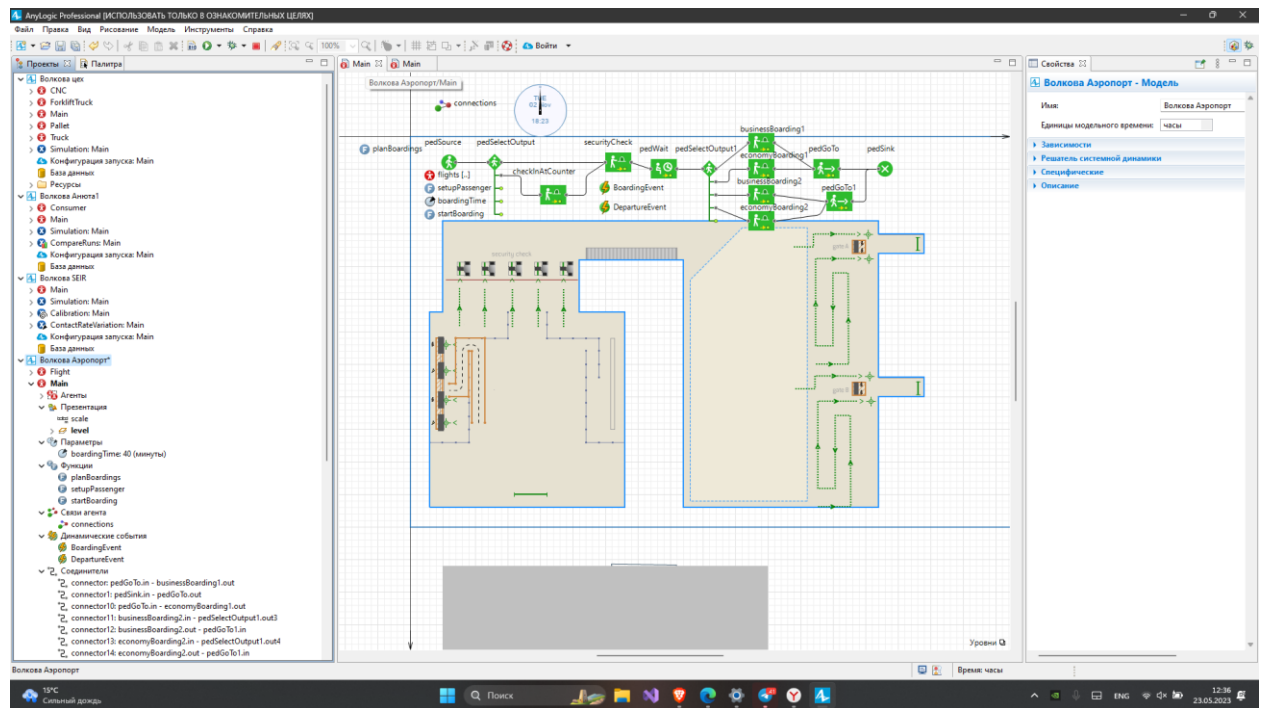 AnyLogic Professional [ИСПОЛЬЗОВАТЬ ТОЛЬКО В ОЗНАКОМИТЕЛЬНЫХ ЦЕЛЯХ]
Файл Правка Вид Рисование Модель Инструменты Справка
100% Войти
Проекты Палитра
Main Main
Свойства
Волкова цех
CNC
ForkliftTruck
Main
Pallet
Truck
Simulation: Main
Конфигурация запуска: Main
База данных
Ресурсы
Волкова Анюта1
Consumer
Main
Simulation: Main
CompareRuns: Main
Конфигурация запуска: Main
База данных
Волкова SEIR
Main
Simulation: Main
Calibration: Main
ContactRateVariation: Main
Конфигурация запуска: Main
База данных
Волкова Аэропорт*
Flight
Main
Агенты
Презентация
scale
level
Параметры
boardingTime: 40 (минуты)
Функции
planBoardings
setupPassenger
startBoarding
Связи агента
connections
Динамические события
BoardingEvent
DepartureEvent
Соединители
connector: pedGoTo.in - businessBoarding1.out
connector1: pedSink.in - pedGoTo.out
connector10: pedGoTo.in - economyBoarding1.out
connector11: businessBoarding2.in - pedSelectOutput1.out3
connector12: businessBoarding2.out - pedGoTo1.in
connector13: economyBoarding2.in - pedSelectOutput1.out4
connector14: economyBoarding2.out - pedGoTo1.in
Волкова Аэропорт/Main
connections
18:23
planBoardings
pedSource
pedSelectOutput
securityCheck
pedWait
pedSelectOutput1
businessBoarding1
economyBoarding1
pedGoTo
pedSink
flights [..]
checkInAtCounter
setupPassenger
BoardingEvent
businessBoarding2
pedGoTo1
boardingTime
DepartureEvent
economyBoarding2
startBoarding
security check
Уровни
Волкова Аэропорт - Модель
Имя: Волкова Аэропорт
Единицы модельного времени: часы
Зависимости
Решатель системной динамики
Специфические
Описание
Волкова Аэропорт
Время: часы
15°C
Сильный дождь
Поиск
ENG
12:36
23.05.2023